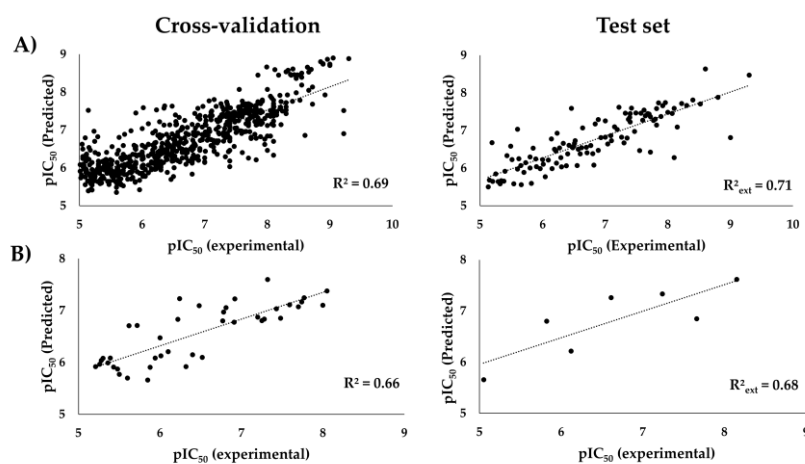 Cross-validation
Test set
A)
pIC50 (Predicted)
9
8
7
6
5
5 6 7 8 9 10
R² = 0.69
pIC50 (experimental)
pIC50 (Predicted)
9
8
7
6
5
5 6 7 8 9 10
R²ext = 0.71
pIC50 (Experimental)
B)
pIC50 (Predicted)
8
7
6
5
5 6 7 8 9
R² = 0.66
pIC50 (experimental)
pIC50 (Predicted)
8
7
6
5
5 6 7 8 9
R²ext = 0.68
pIC50 (experimental)